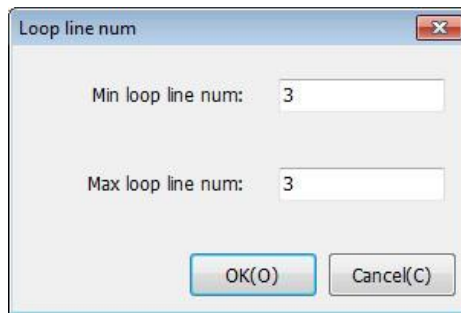 Loop line num
Min loop line num: 3
Max loop line num: 3
OK(O) Cancel(C)